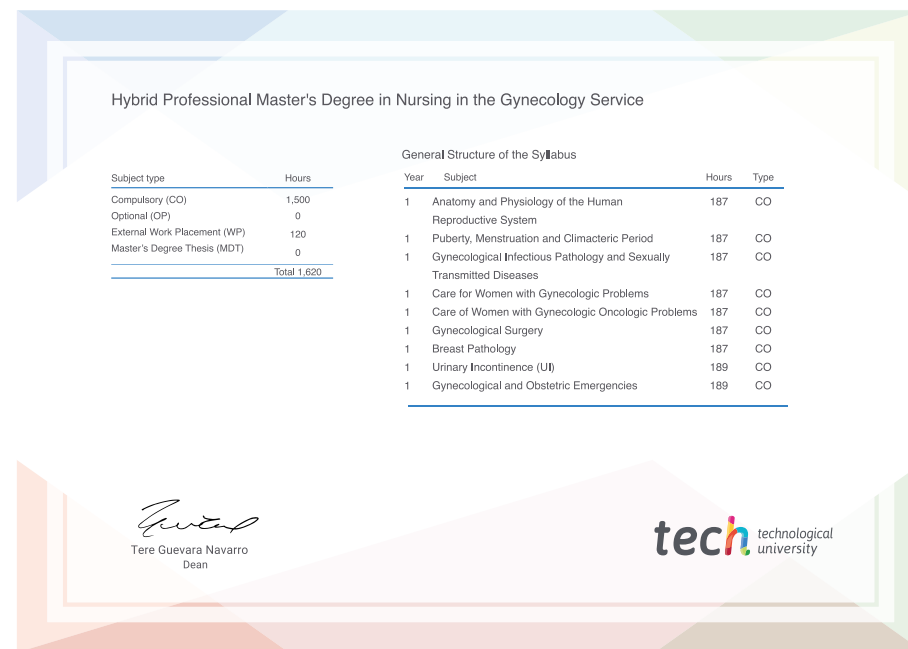 Hybrid Professional Master's Degree in Nursing in the Gynecology Service
Subject type Hours
Compulsory (CO) 1,500
Optional (OP) 0
External Work Placement (WP) 120
Master's Degree Thesis (MDT) 0
Total 1,620
General Structure of the Syllabus
Year Subject Hours Type
1 Anatomy and Physiology of the Human 187 CO
Reproductive System
1 Puberty, Menstruation and Climacteric Period 187 CO
1 Gynecological Infectious Pathology and Sexually 187 CO
Transmitted Diseases
1 Care for Women with Gynecologic Problems 187 CO
1 Care of Women with Gynecologic Oncologic Problems 187 CO
1 Gynecological Surgery 187 CO
1 Breast Pathology 187 CO
1 Urinary Incontinence (UI) 189 CO
1 Gynecological and Obstetric Emergencies 189 CO
Tere Guevara Navarro
Dean
tech technological
university